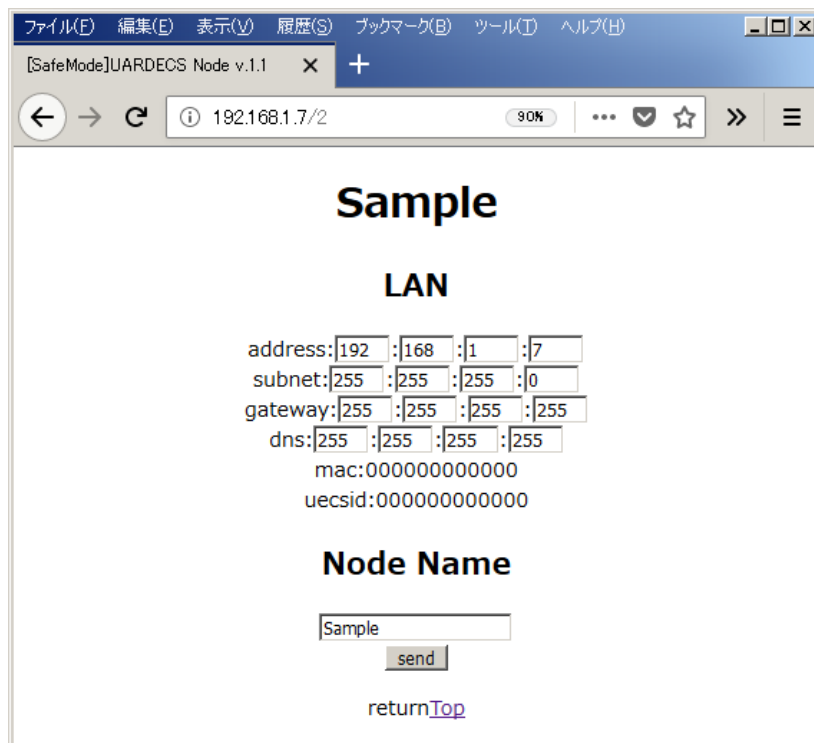 ファイル(F) 編集(E) 表示(V) 履歴(S) ブックマーク(B) ツール(T) ヘルプ(H)
[SafeMode]UARDECS Node v.1.1
192.168.1.7/2 90%
Sample
LAN
address:192 :168 :1 :7
subnet:255 :255 :255 :0
gateway:255 :255 :255 :255
dns:255 :255 :255 :255
mac:000000000000
uecsid:000000000000
Node Name
Sample
send
returnTop